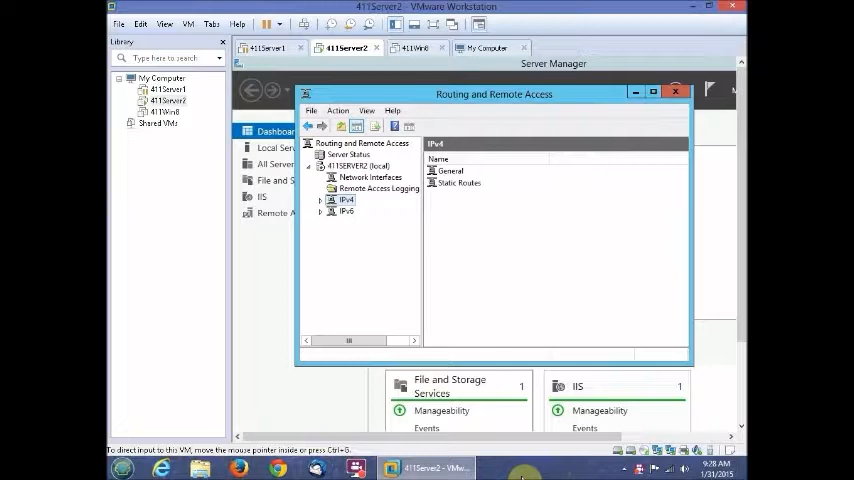 411Server2 - VMware Workstation
File Edit View VM Tabs Help
Library
Type here to search
My Computer
411Server1
411Server2
411Win8
Shared VMs
411Server1 411Server2 411Win8 My Computer
Server Manager
Dashboar
Local Serv
All Server
File and S
IIS
Remote A
Routing and Remote Access
File Action View Help
Routing and Remote Access
Server Status
411SERVER2 (local)
Network Interfaces
Remote Access Logging
IPv4
IPv6
IPv4
Name
General
Static Routes
File and Storage
Services
1
Manageability
Events
IIS 1
Manageability
Events
To direct input to this VM, move the mouse pointer inside or press Ctrl+G.
411Server2 - VMw...
9:28 AM
1/31/2015